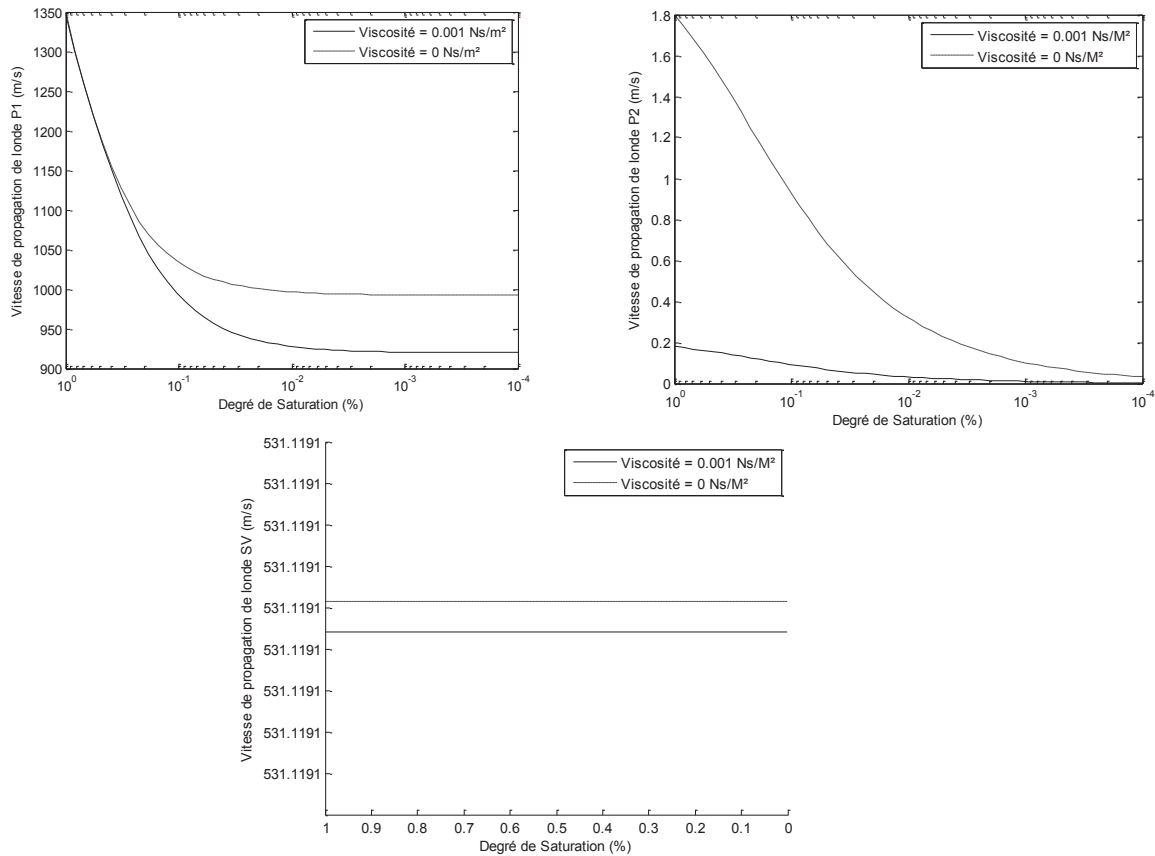 1350
1300
1250
1200
1150
1100
1050
1000
950
900
Vitesse de propagation de londe P1 (m/s)
Viscosité = 0.001 Ns/m²
Viscosité = 0 Ns/m²
10⁰ 10⁻¹ 10⁻² 10⁻³ 10⁻⁴
Degré de Saturation (%)
1.8
1.6
1.4
1.2
1
0.8
0.6
0.4
0.2
0
Vitesse de propagation de londe P2 (m/s)
Viscosité = 0.001 Ns/M²
Viscosité = 0 Ns/M²
10⁰ 10⁻¹ 10⁻² 10⁻³ 10⁻⁴
Degré de Saturation (%)
531.1191
531.1191
531.1191
531.1191
531.1191
531.1191
531.1191
531.1191
531.1191
Vitesse de propagation de londe SV (m/s)
Viscosité = 0.001 Ns/M²
Viscosité = 0 Ns/M²
1 0.9 0.8 0.7 0.6 0.5 0.4 0.3 0.2 0.1 0
Degré de Saturation (%)